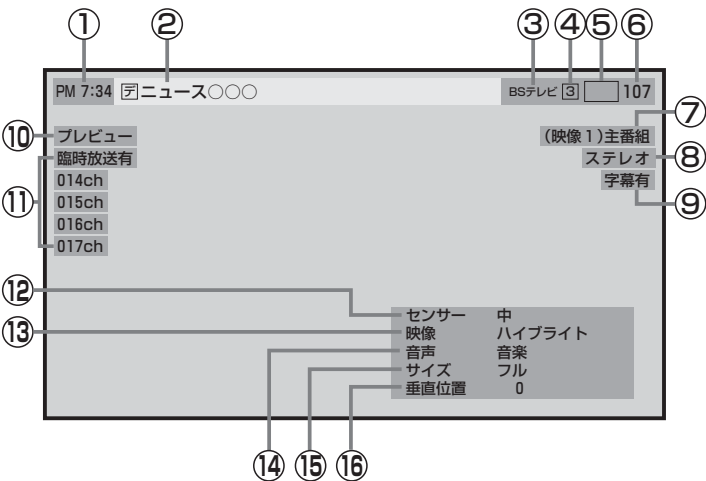 ① ② ③ ④ ⑤ ⑥
PM 7:34 デ ニュース○○○ BSテレビ 3 107
⑦
⑩ プレビュー (映像1)主番組
臨時放送有 ステレオ ⑧
014ch 字幕有
⑪ 015ch ⑨
016ch
017ch
⑫ センサー 中
⑬ 映像 ハイブライト
音声 音楽
サイズ フル
垂直位置 0
⑭ ⑮ ⑯